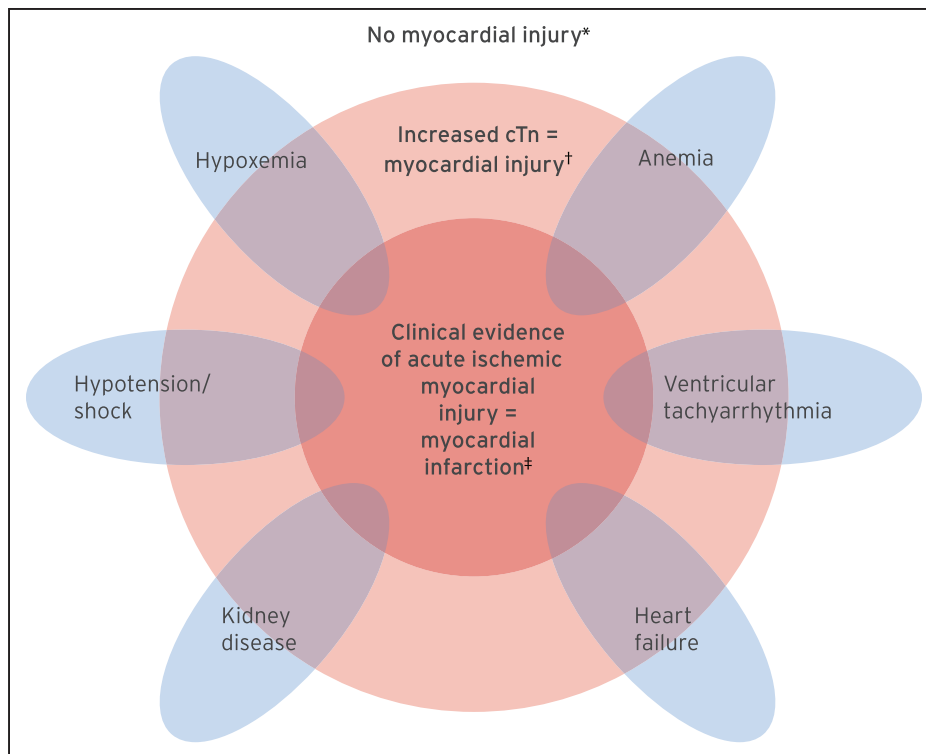 No myocardial injury*
Increased cTn =
myocardial injury†
Hypoxemia
Anemia
Clinical evidence
of acute ischemic
myocardial
injury =
myocardial
infarction‡
Hypotension/
shock
Ventricular
tachyarrhythmia
Kidney
disease
Heart
failure